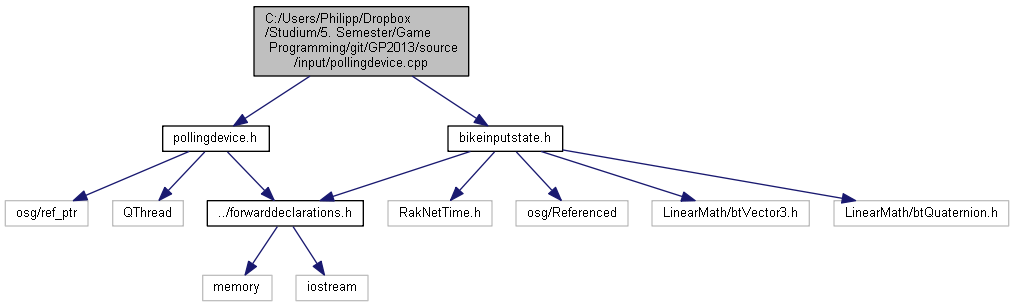 C:/Users/Philipp/Dropbox
/Studium/5. Semester/Game
Programming/git/GP2013/source
/input/pollingdevice.cpp
pollingdevice.h
bikeinputstate.h
osg/ref_ptr
QThread
../forwarddeclarations.h
RakNetTime.h
osg/Referenced
LinearMath/btVector3.h
LinearMath/btQuaternion.h
memory
iostream